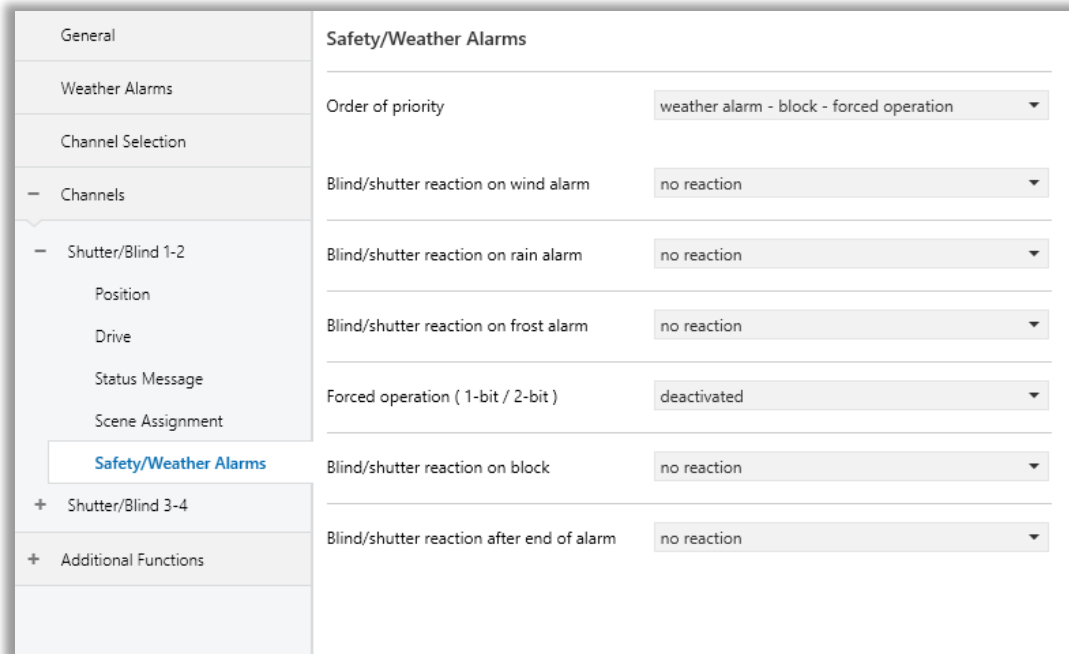 General
Weather Alarms
Channel Selection
Channels
Shutter/Blind 1-2
Position
Drive
Status Message
Scene Assignment
Safety/Weather Alarms
Shutter/Blind 3-4
Additional Functions
Safety/Weather Alarms
Order of priority weather alarm - block - forced operation
Blind/shutter reaction on wind alarm no reaction
Blind/shutter reaction on rain alarm no reaction
Blind/shutter reaction on frost alarm no reaction
Forced operation ( 1-bit / 2-bit ) deactivated
Blind/shutter reaction on block no reaction
Blind/shutter reaction after end of alarm no reaction